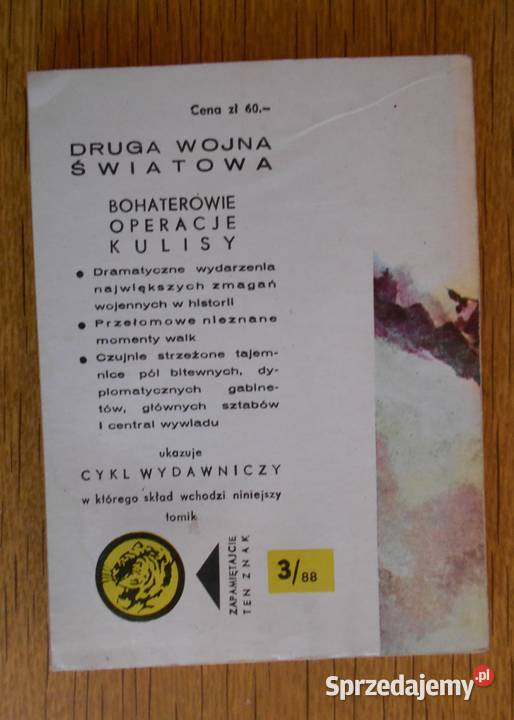 Cena zł 60.–
DRUGA WOJNA
ŚWIATOWA
BOHATERÓWIE
OPERACJE
KULISY
● Dramatyczne wydarzenia
największych zmagań
wojennych w historii
● Przełomowe nieznane
momenty walk
● Czujnie strzeżone tajem-
nice pól bitewnych, dy-
plomatycznych gabine-
tów, głównych sztabów
i central wywiadu
ukazuje
CYKL WYDAWNICZY
w którego skład wchodzi niniejszy
tomik
ZAPAMIĘTAJCIE
TEN ZNAK
3/88
Sprzedajemy.pl